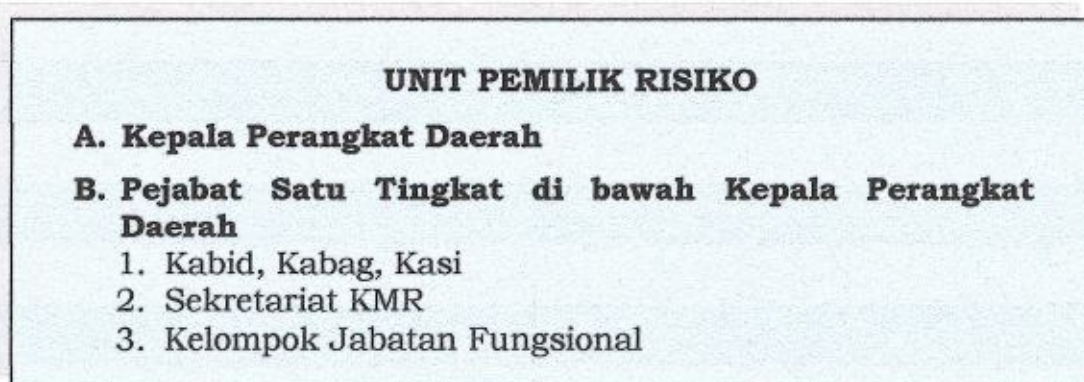 UNIT PEMILIK RISIKO
A. Kepala Perangkat Daerah
B. Pejabat Satu Tingkat di bawah Kepala Perangkat
Daerah
1. Kabid, Kabag, Kasi
2. Sekretariat KMR
3. Kelompok Jabatan Fungsional